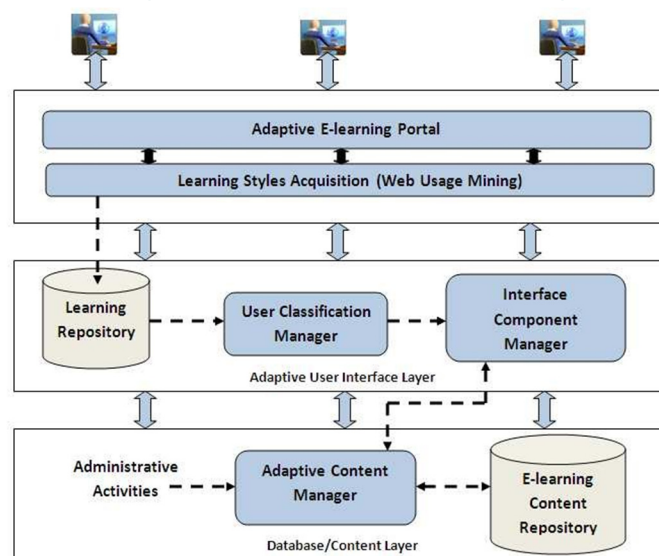 Adaptive E-learning Portal
Learning Styles Acquisition (Web Usage Mining)
Learning
Repository
User Classification
Manager
Interface
Component
Manager
Adaptive User Interface Layer
Administrative
Activities
Adaptive Content
Manager
E-learning
Content
Repository
Database/Content Layer